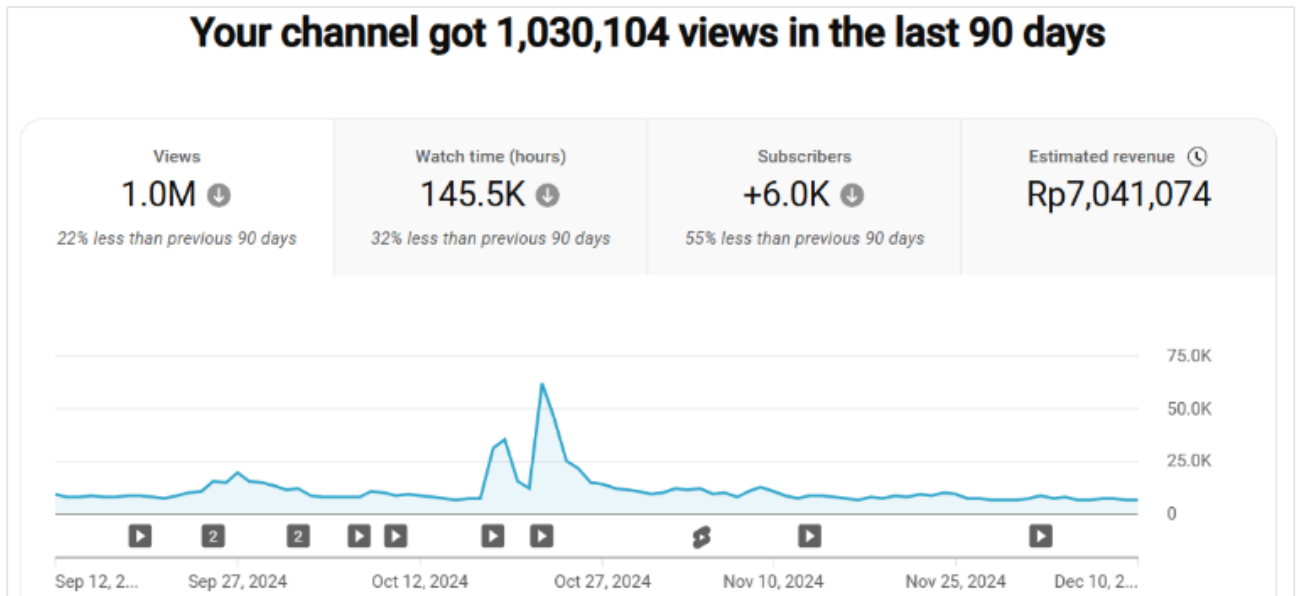 Your channel got 1,030,104 views in the last 90 days
Views
1.0M
22% less than previous 90 days
Watch time (hours)
145.5K
32% less than previous 90 days
Subscribers
+6.0K
55% less than previous 90 days
Estimated revenue
Rp7,041,074
75.0K
50.0K
25.0K
0
2
2
Sep 12, 2...
Sep 27, 2024
Oct 12, 2024
Oct 27, 2024
Nov 10, 2024
Nov 25, 2024
Dec 10, 2...